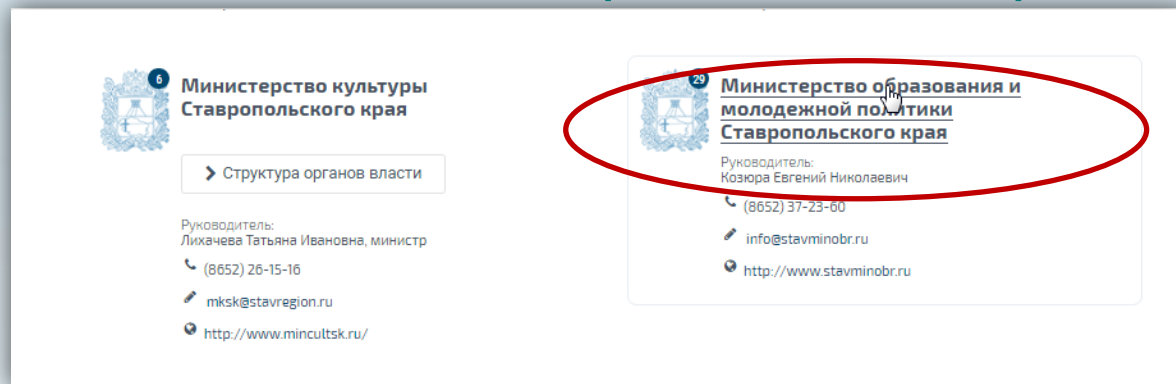 6
Министерство культуры
Ставропольского края
Структура органов власти
Руководитель:
Лихачева Татьяна Ивановна, министр
(8652) 26-15-16
mksk@stavregion.ru
http://www.mincultsk.ru/
29
Министерство образования и
молодежной политики
Ставропольского края
Руководитель:
Козюра Евгений Николаевич
(8652) 37-23-60
info@stavminobr.ru
http://www.stavminobr.ru